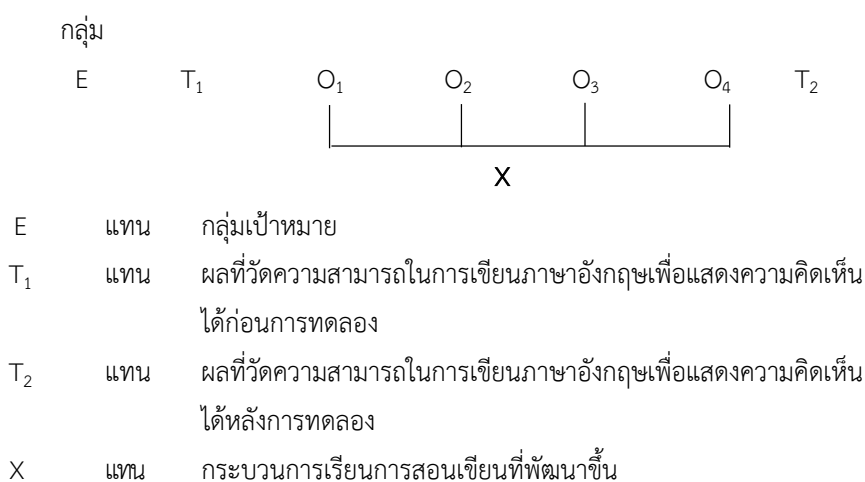 กลุ่ม
E T₁ O₁ O₂ O₃ O₄ T₂
X
E แทน กลุ่มเป้าหมาย
T₁ แทน ผลที่วัดความสามารถในการเขียนภาษาอังกฤษเพื่อแสดงความคิดเห็น
ได้ก่อนการทดลอง
T₂ แทน ผลที่วัดความสามารถในการเขียนภาษาอังกฤษเพื่อแสดงความคิดเห็น
ได้หลังการทดลอง
X แทน กระบวนการเรียนการสอนเขียนที่พัฒนาขึ้น